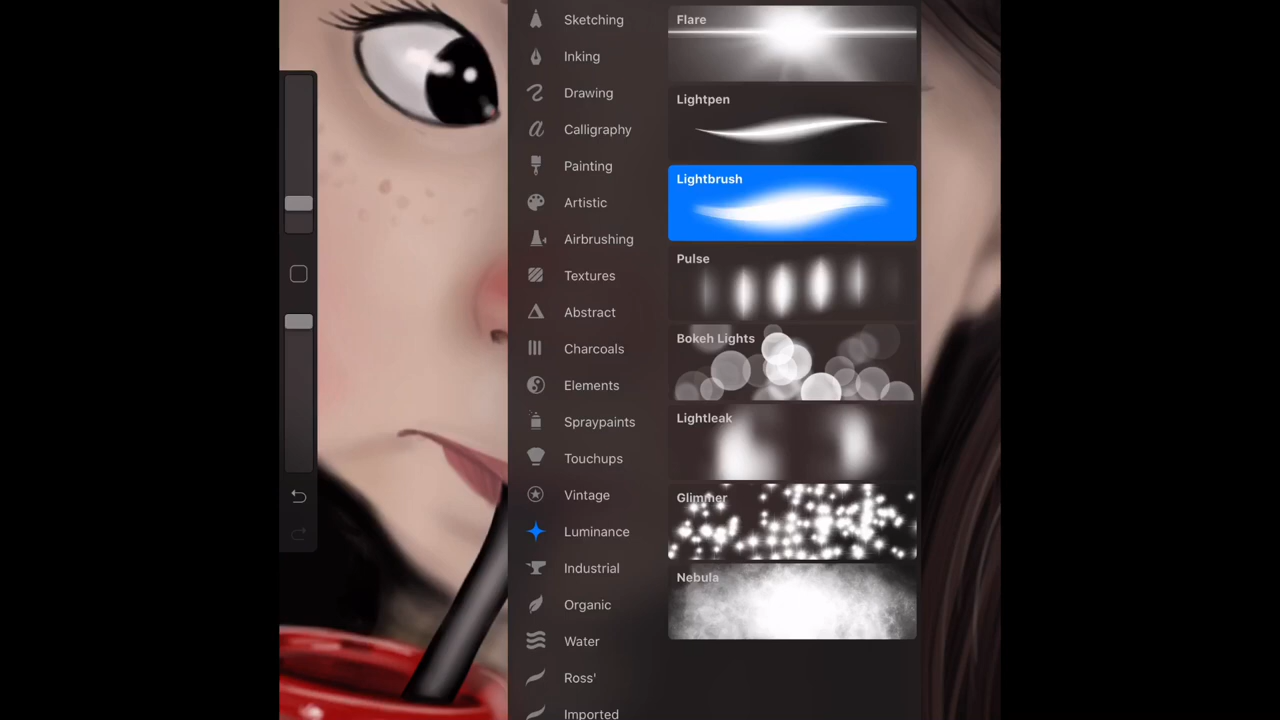 Sketching
Inking
Drawing
Calligraphy
Painting
Artistic
Airbrushing
Textures
Abstract
Charcoals
Elements
Spraypaints
Touchups
Vintage
Luminance
Industrial
Organic
Water
Ross'
Imported
Flare
Lightpen
Lightbrush
Pulse
Bokeh Lights
Lightleak
Glimmer
Nebula